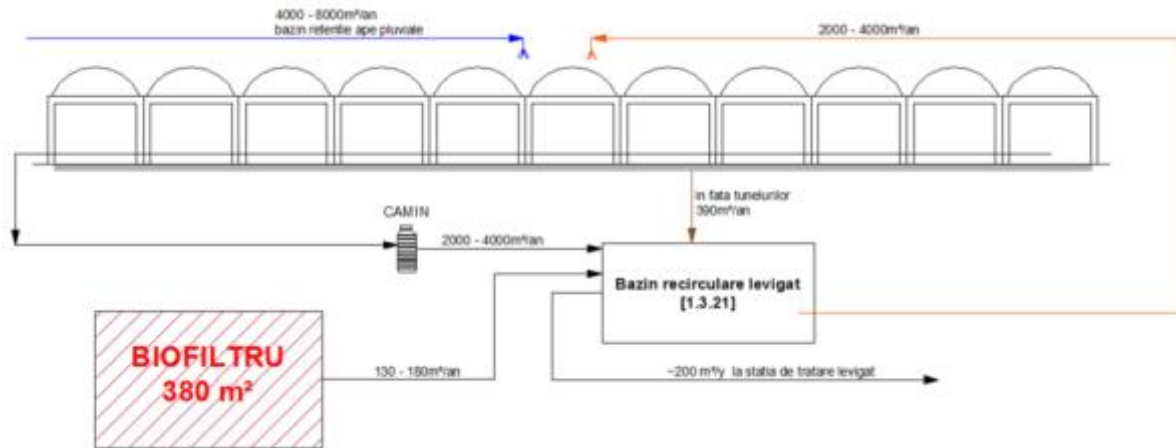 4000 - 8000m³/an
bazin retentie ape pluviale
2000 - 4000m³/an
in fata tunelurilor
390m³/an
CAMIN
2000 - 4000m³/an
Bazin recirculare levigat
[1.3.21]
BIOFILTRU
380 m²
130 - 180m³/an
~200 m³/y la statia de tratare levigat